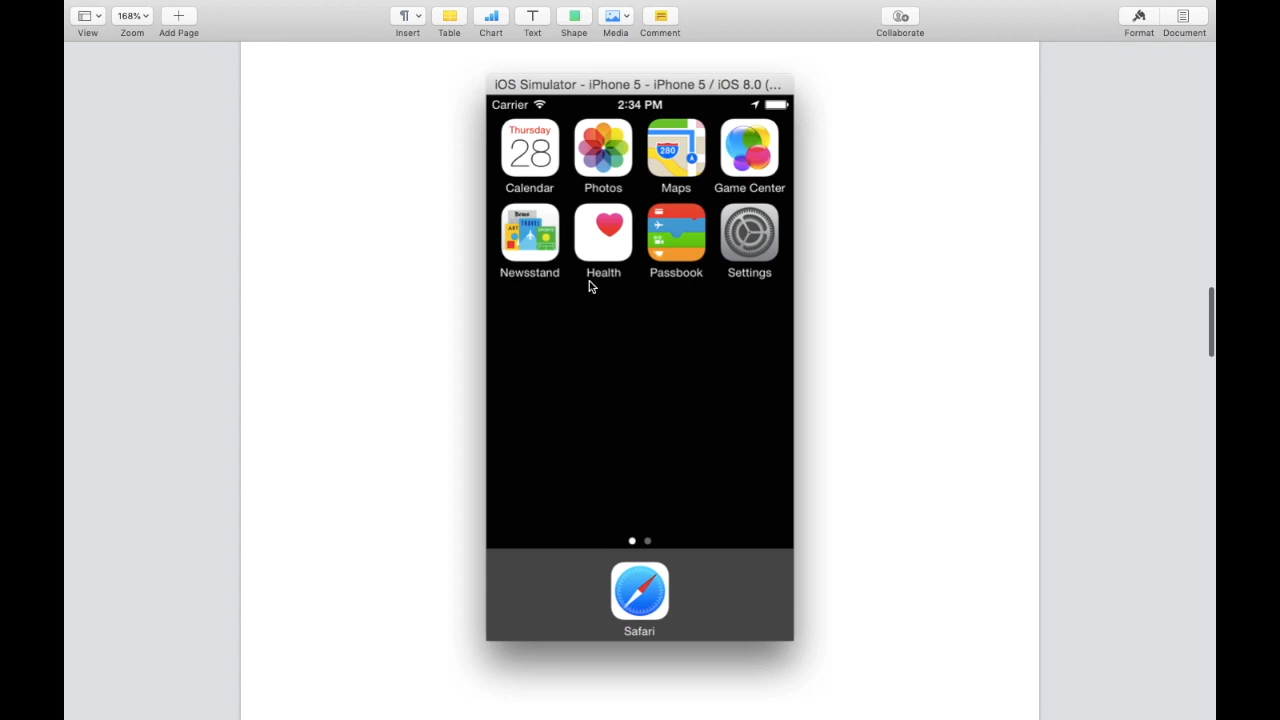 168%
View Zoom Add Page Insert Table Chart Text Shape Media Comment Collaborate Format Document
iOS Simulator - iPhone 5 - iPhone 5 / iOS 8.0 (...
Carrier 2:34 PM
Thursday
28
280
Calendar Photos Maps Game Center
ART TRAVEL
Newsstand Health Passbook Settings
Safari